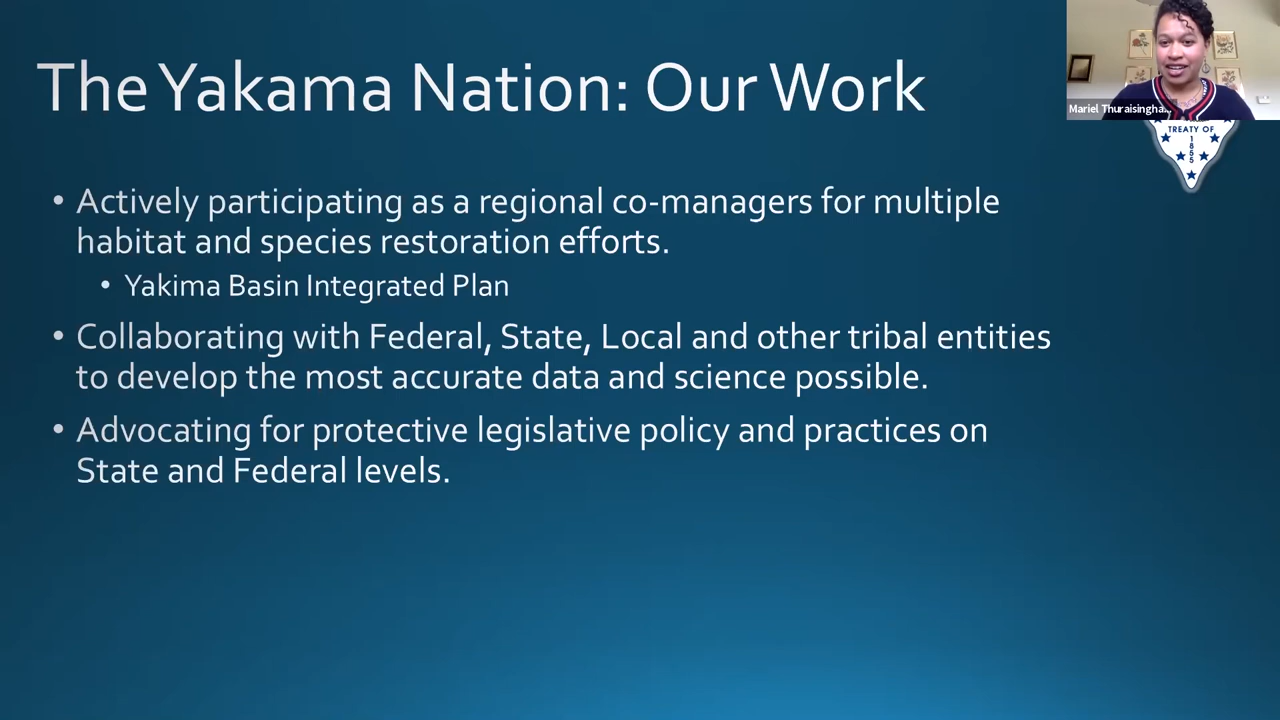 The Yakama Nation: Our Work
Mariel Thuraisingha...
TREATY OF
1855
• Actively participating as a regional co-managers for multiple
habitat and species restoration efforts.
• Yakima Basin Integrated Plan
• Collaborating with Federal, State, Local and other tribal entities
to develop the most accurate data and science possible.
• Advocating for protective legislative policy and practices on
State and Federal levels.